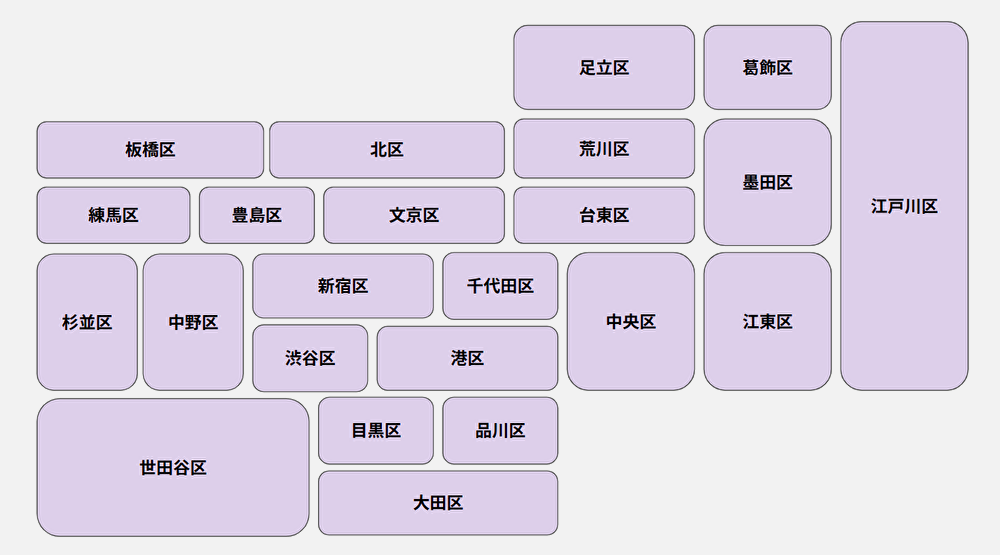 足立区
葛飾区
江戸川区
板橋区
北区
荒川区
墨田区
練馬区
豊島区
文京区
台東区
杉並区
中野区
新宿区
千代田区
中央区
江東区
渋谷区
港区
世田谷区
目黒区
品川区
大田区